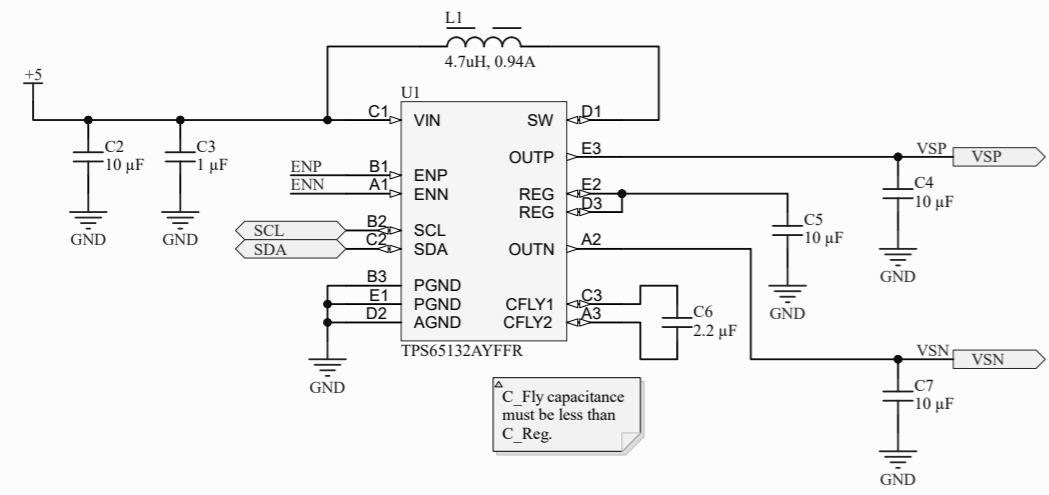 L1
4.7uH, 0.94A
+5
U1
C1
VIN
SW
D1
C2
10 µF
C3
1 µF
OUTP
E3
VSP
VSP
ENP
B1
ENP
ENN
A1
ENN
REG
E2
REG
D3
C4
10 µF
SCL
B2
SCL
SDA
C2
SDA
C5
10 µF
OUTN
A2
GND
GND
GND
B3
PGND
E1
PGND
D2
AGND
CFLY1
C3
CFLY2
A3
C6
2.2 µF
GND
TPS65132AYFFR
VSN
VSN
GND
C_Fly capacitance
must be less than
C_Reg.
C7
10 µF
GND